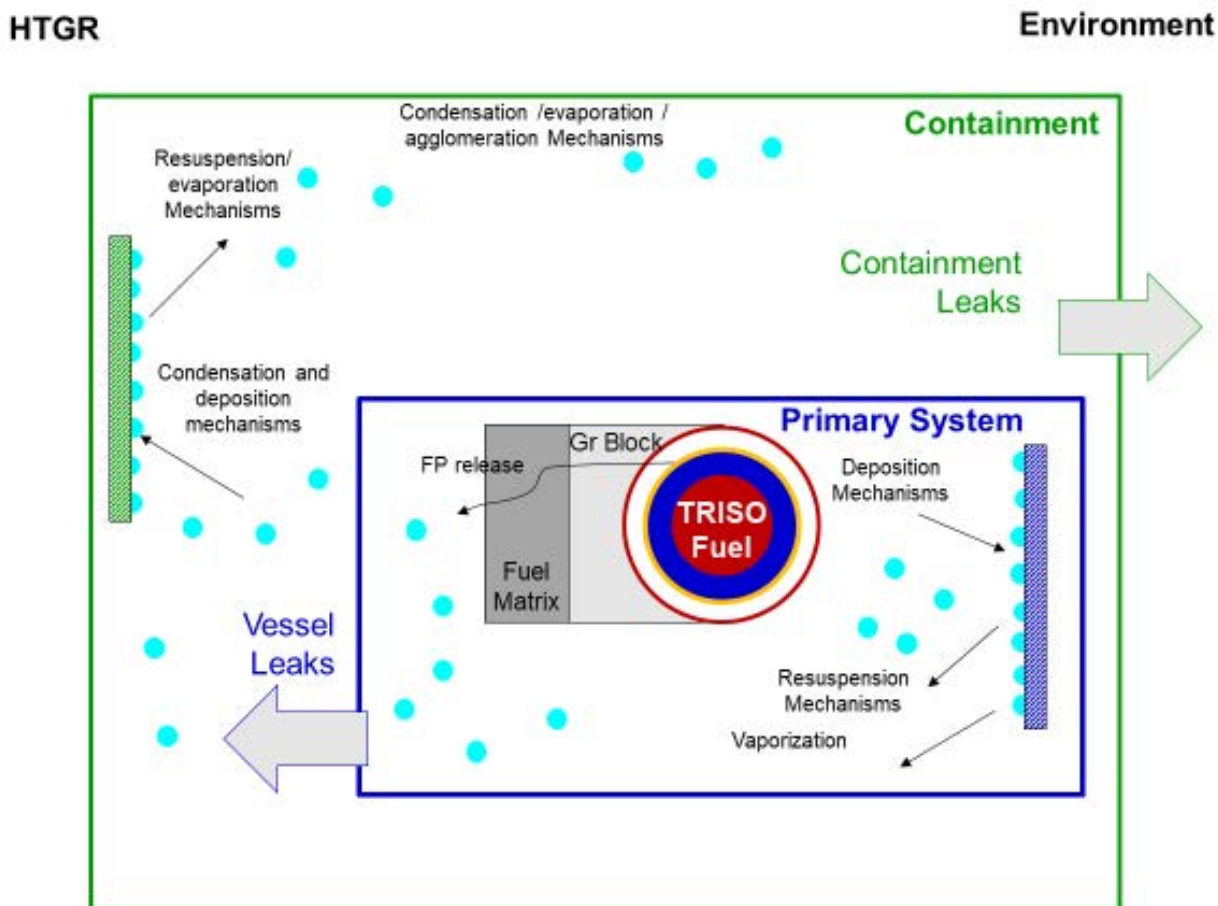 HTGR
Environment
Condensation /evaporation /
agglomeration Mechanisms
Containment
Resuspension/
evaporation
Mechanisms
Containment
Leaks
Condensation and
deposition
mechanisms
Primary System
Gr Block
FP release
Deposition
Mechanisms
TRISO
Fuel
Fuel
Matrix
Vessel
Leaks
Resuspension
Mechanisms
Vaporization